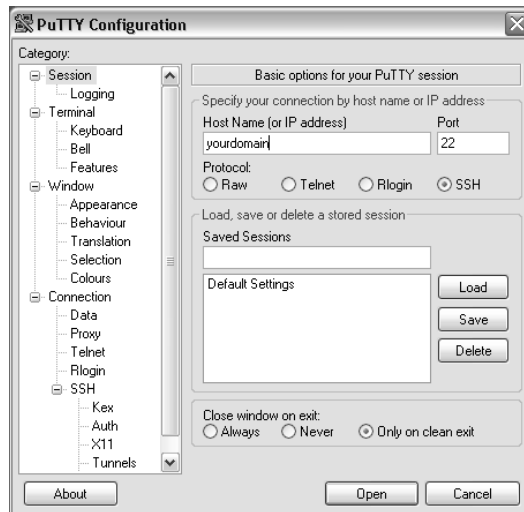 PuTTY Configuration
Category:
Session
Logging
Terminal
Keyboard
Bell
Features
Window
Appearance
Behaviour
Translation
Selection
Colours
Connection
Data
Proxy
Telnet
Rlogin
SSH
Kex
Auth
X11
Tunnels
Basic options for your PuTTY session
Specify your connection by host name or IP address
Host Name (or IP address) Port
yourdomain 22
Protocol:
Raw Telnet Rlogin SSH
Load, save or delete a stored session
Saved Sessions
Default Settings
Load
Save
Delete
Close window on exit:
Always Never Only on clean exit
About Open Cancel